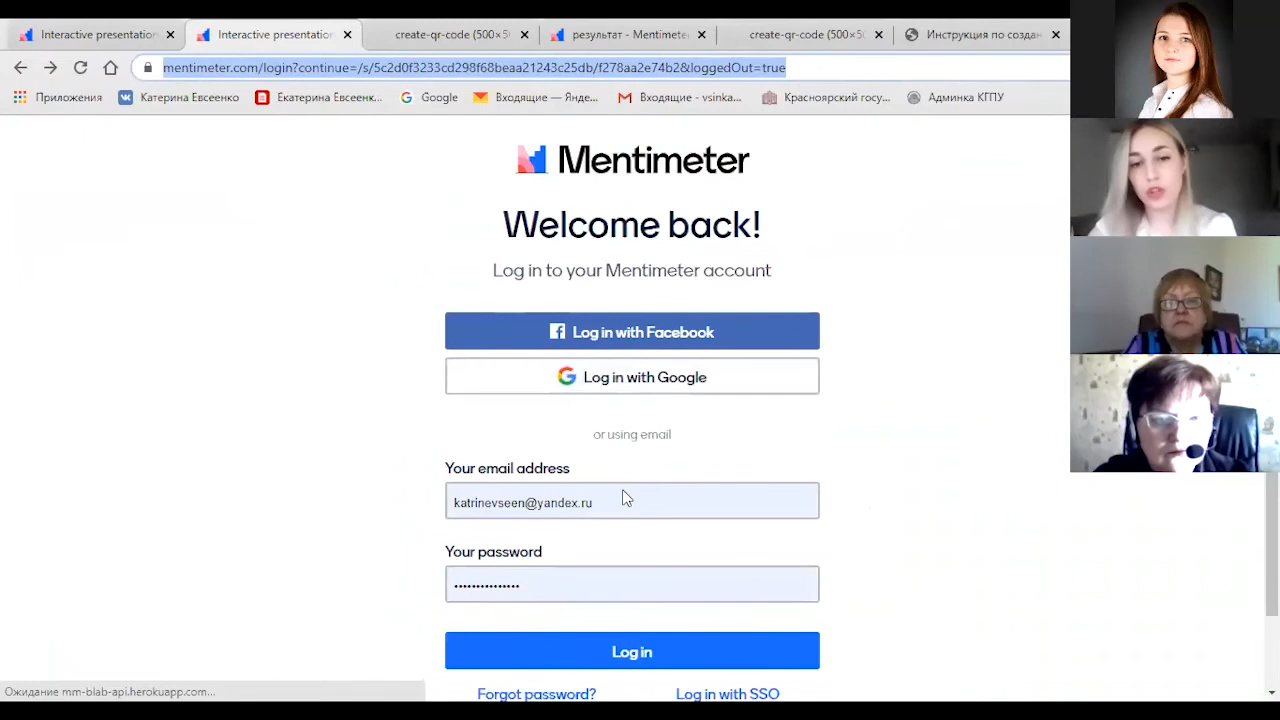 Interactive presentation
Interactive presentation
create-qr-code (500×5
результат - Mentimete
create-qr-code (500×5
Инструкция по создан
mentimeter.com/login?continue=/s/5c2d0f3233cd295f68beaa21243c25db/f278aa2e74b2&loggedOut=true
Приложения
Катерина Евсеенко
Екатерина Евсеенк...
Google
Входящие — Янде...
Входящие - vsinka...
Красноярский госу...
Админка КГПУ
Mentimeter
Welcome back!
Log in to your Mentimeter account
Log in with Facebook
Log in with Google
or using email
Your email address
katrinevseen@yandex.ru
Your password
•••••••••••••••
Log in
Forgot password?
Log in with SSO
Ожидание mm-blab-api.herokuapp.com...